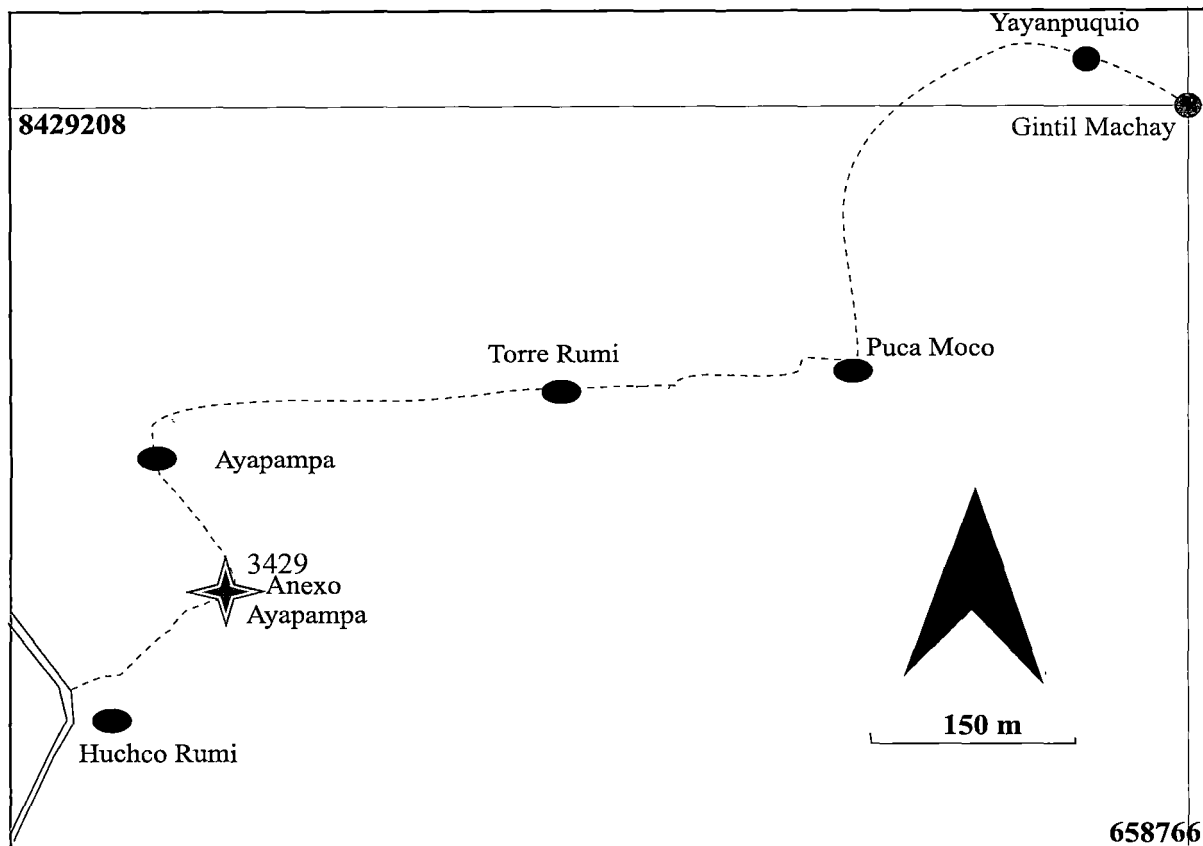 Yayanpuquio
8429208
Gintil Machay
Torre Rumi
Puca Moco
Ayapampa
3429
Anexo
Ayapampa
150 m
Huchco Rumi
658766